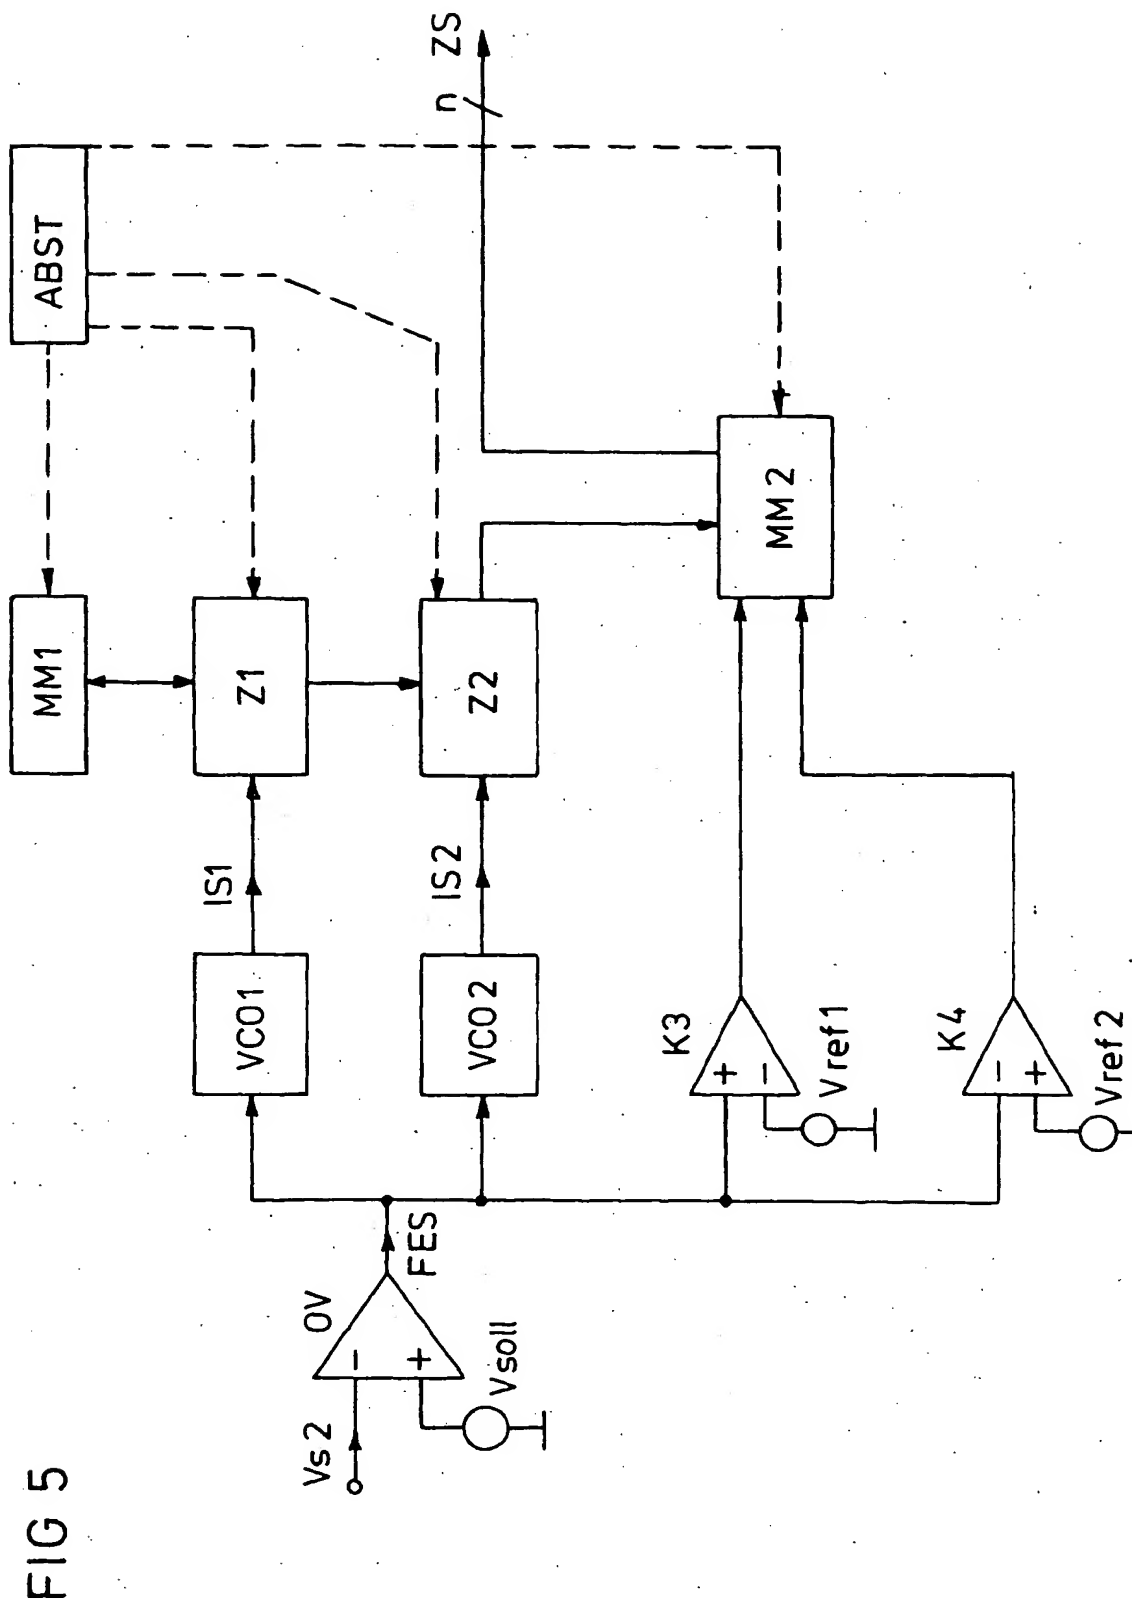 FIG 5
Vs2
Vsoll
OV
FES
VCO1
IS1
Z1
MM1
ABST
VCO2
IS2
Z2
n
ZS
K3
Vref1
MM2
K4
Vref2
+
-
+
-
-
+
-
+